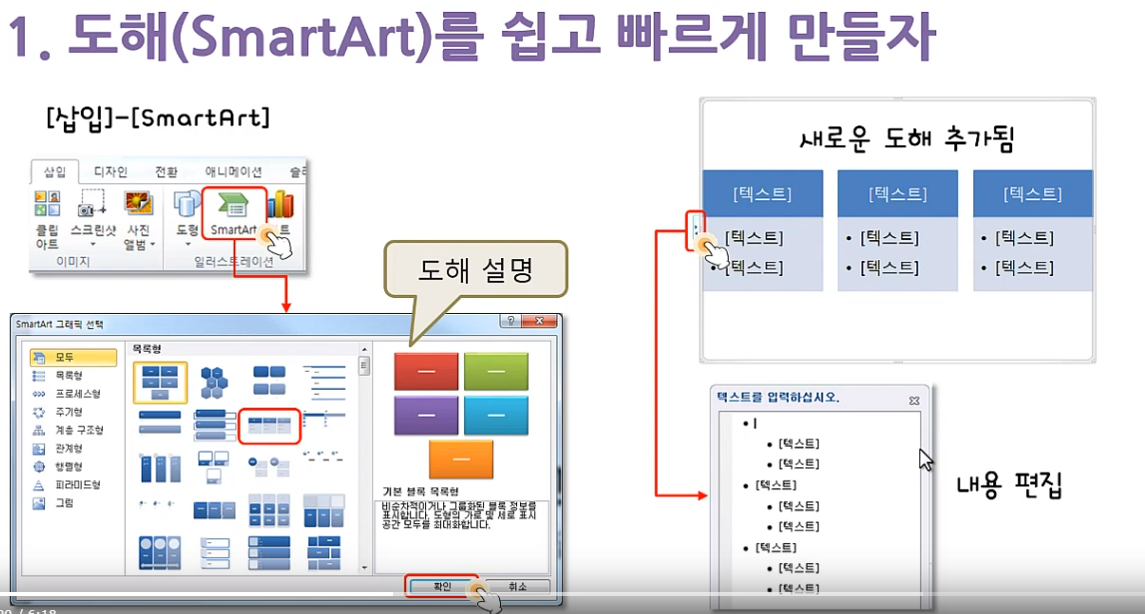 1. 도해(SmartArt)를 쉽고 빠르게 만들자
[삽입]-[SmartArt]
삽입 디자인 전환 애니메이션 슬라
클립 아트
스크린샷
사진 앨범
도형
SmartArt
트
이미지
일러스트레이션
도해 설명
SmartArt 그래픽 선택
모두
목록형
프로세스형
주기형
계층 구조형
관계형
행렬형
피라미드형
그림
목록형
기본 블록 목록형
비순차적이거나 그룹화된 블록 정보를
표시합니다. 도형의 가로 및 세로 표시
공간 모두를 최대화합니다.
확인 취소
새로운 도해 추가됨
[텍스트] [텍스트] [텍스트]
[텍스트] • [텍스트] • [텍스트]
• [텍스트] • [텍스트] • [텍스트]
텍스트를 입력하십시오.
•
• [텍스트]
• [텍스트]
• [텍스트]
• [텍스트]
• [텍스트]
• [텍스트]
• [텍스트]
• [텍스트]
내용 편집
/ 6:18